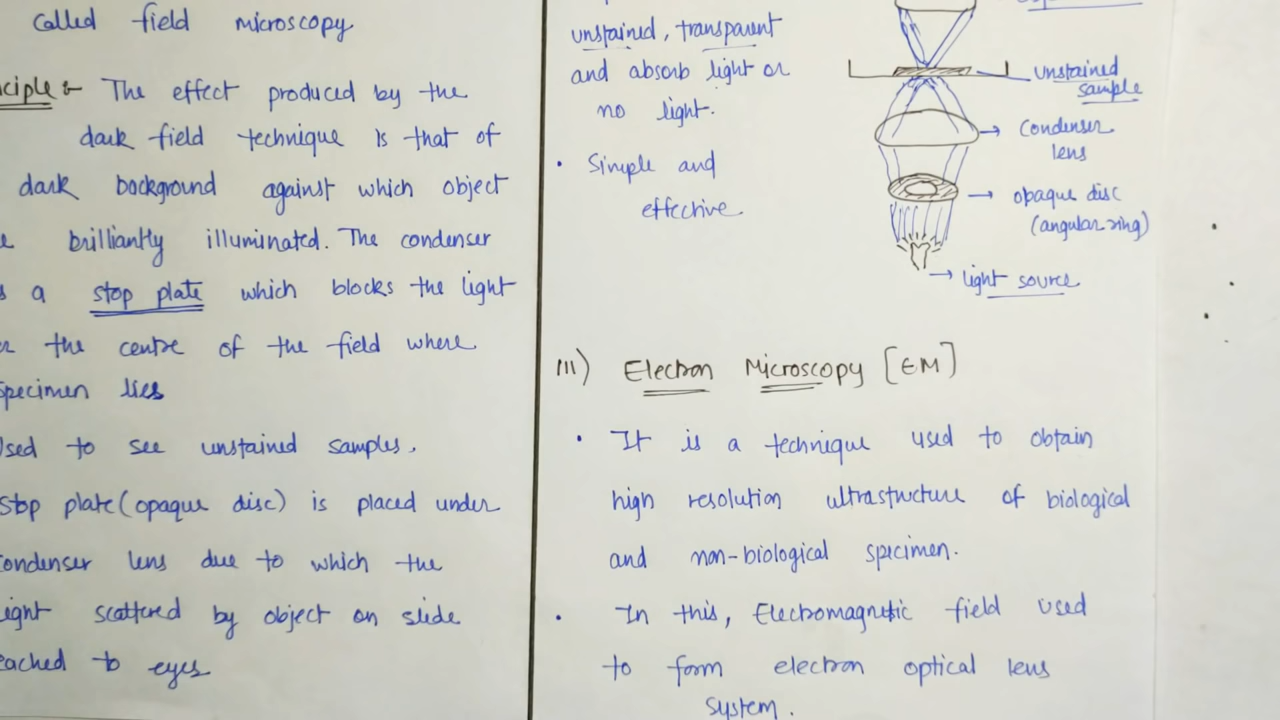 called field microscopy
ciple :- The effect produced by the
dark field technique is that of
dark background against which object
brilliantly illuminated. The condenser
a stop plate which blocks the light
the centre of the field where
specimen lies
used to see unstained samples.
stop plate (opaque disc) is placed under
condenser lens due to which the
light scattered by object on slide
eached to eyes
unstained, transparent
and absorb light or
no light.
• Simple and
effective
unstained
sample
condenser
lens
opaque disc
(angular ring)
light source
III) Electron Microscopy [EM]
• It is a technique used to obtain
high resolution ultrastructure of biological
and non-biological specimen.
• In this, Electromagnetic field used
to form electron optical lens
system.